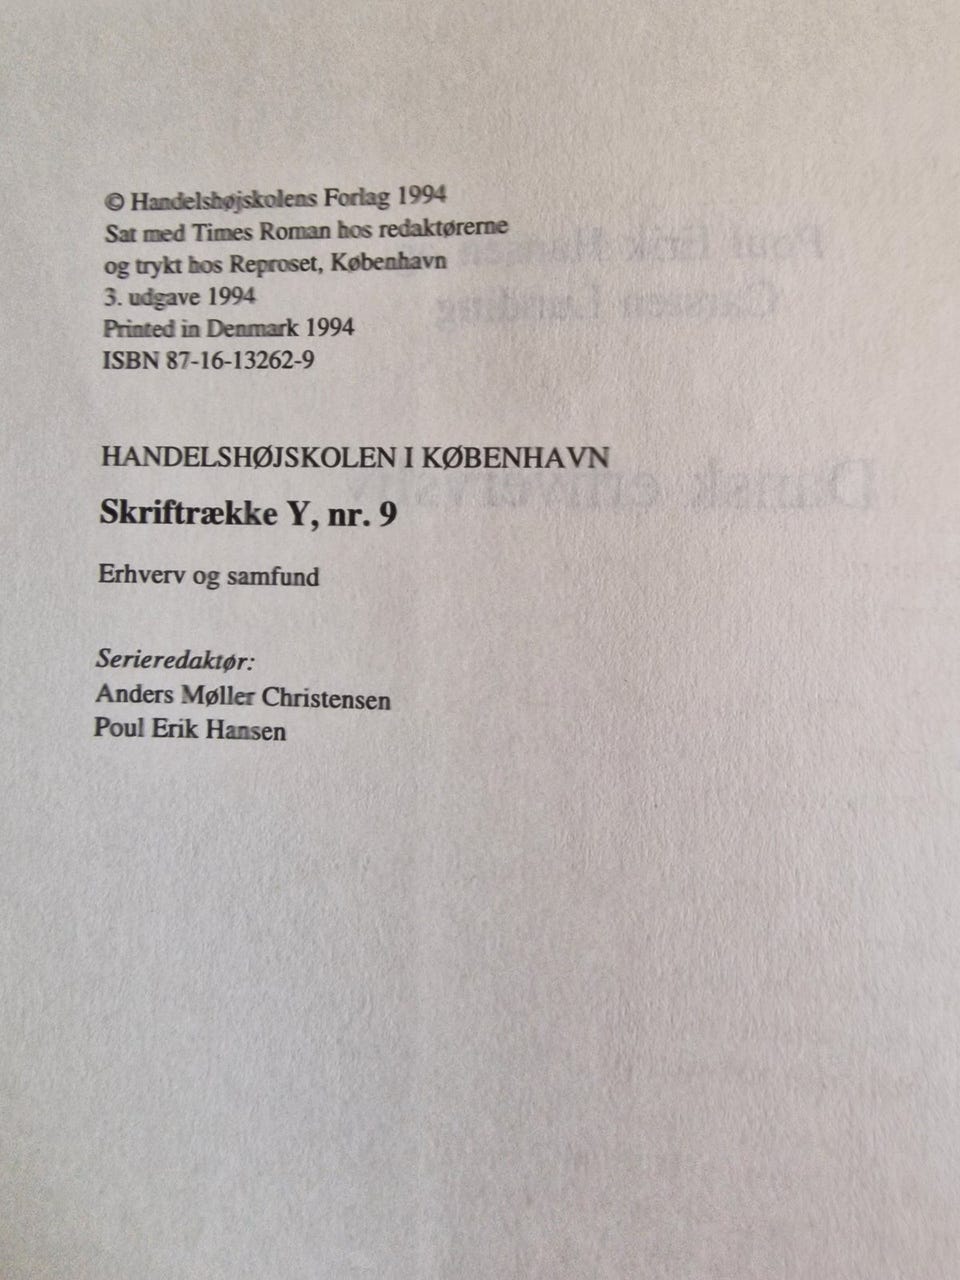 © Handelshøjskolens Forlag 1994
Sat med Times Roman hos redaktørerne
og trykt hos Reproset, København
3. udgave 1994
Printed in Denmark 1994
ISBN 87-16-13262-9
HANDELSHØJSKOLEN I KØBENHAVN
Skriftrække Y, nr. 9
Erhverv og samfund
Serieredaktør:
Anders Møller Christensen
Poul Erik Hansen